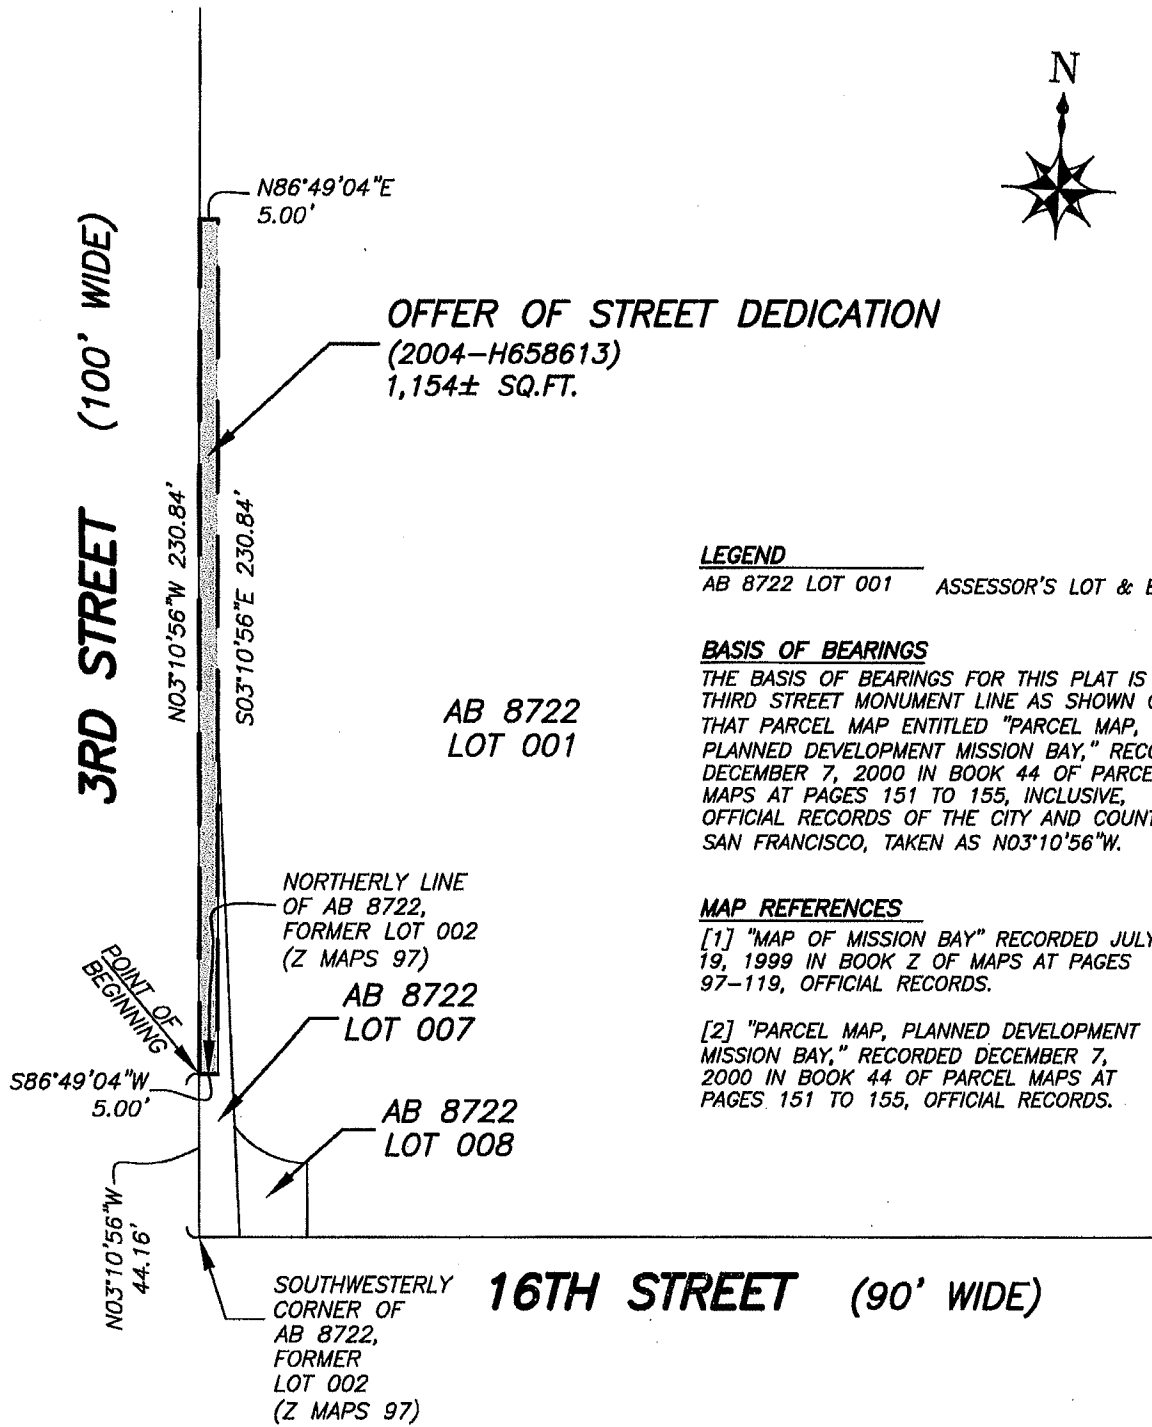 N
N86°49'04"E
5.00'
3RD STREET (100' WIDE)
OFFER OF STREET DEDICATION
(2004-H658613)
1,154± SQ.FT.
N03°10'56"W 230.84'
S03°10'56"E 230.84'
AB 8722
LOT 001
LEGEND
AB 8722 LOT 001 ASSESSOR'S LOT &
BASIS OF BEARINGS
THE BASIS OF BEARINGS FOR THIS PLAT IS
THIRD STREET MONUMENT LINE AS SHOWN
THAT PARCEL MAP ENTITLED "PARCEL MAP,
PLANNED DEVELOPMENT MISSION BAY,"
DECEMBER 7, 2000 IN BOOK 44 OF
MAPS AT PAGES 151 TO 155, INCLUSIVE,
OFFICIAL RECORDS OF THE CITY AND
SAN FRANCISCO, TAKEN AS N03°10'56"W.
NORTHERLY LINE
OF AB 8722,
FORMER LOT 002
(Z MAPS 97)
MAP REFERENCES
[1] "MAP OF MISSION BAY" RECORDED JULY
19, 1999 IN BOOK Z OF MAPS AT PAGES
97-119, OFFICIAL RECORDS.
[2] "PARCEL MAP, PLANNED DEVELOPMENT
MISSION BAY," RECORDED DECEMBER 7,
2000 IN BOOK 44 OF PARCEL MAPS AT
PAGES 151 TO 155, OFFICIAL RECORDS.
POINT OF
BEGINNING
AB 8722
LOT 007
S86°49'04"W
5.00'
AB 8722
LOT 008
N03°10'56"W
44.16'
SOUTHWESTERLY
CORNER OF
AB 8722,
FORMER
LOT 002
(Z MAPS 97)
16TH STREET (90' WIDE)